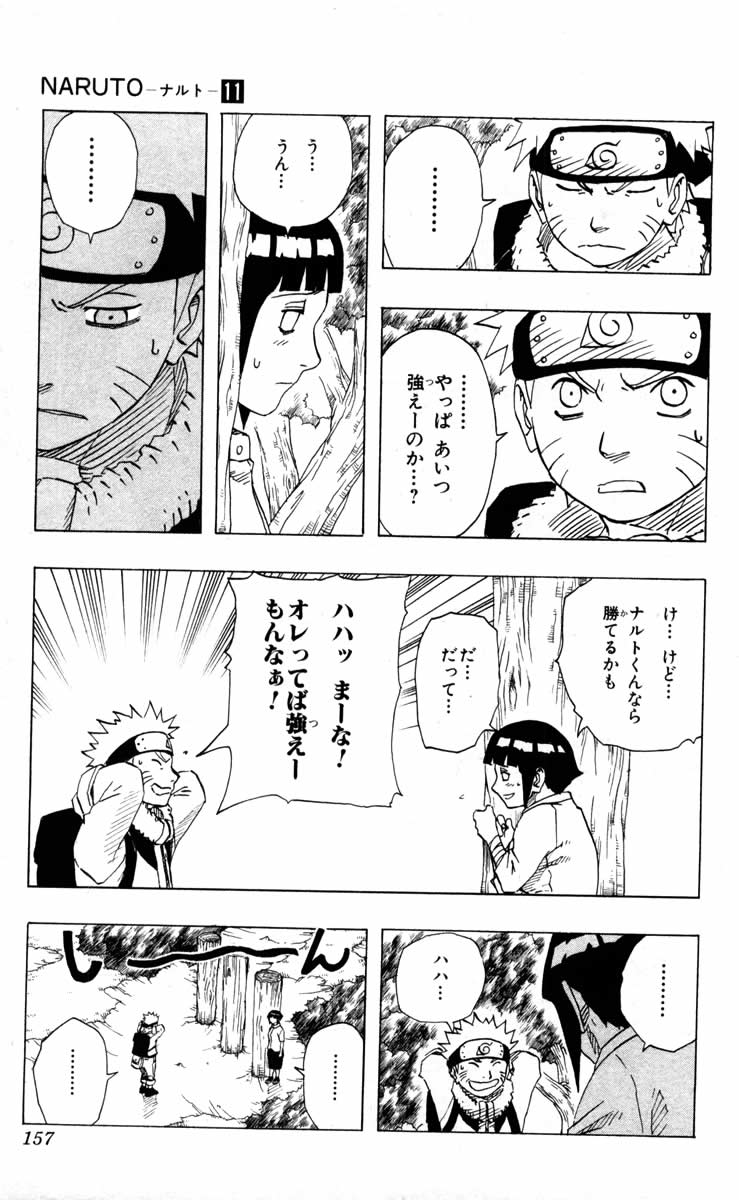 NARUTO―ナルト― 11
………
………
やっぱ あいつ
強えーのか…？
う…
うん…
………
け… けど…
ナルトくんなら
勝てるかも
だ…
だって…
ハハッ まーな！
オレってば強えー
もんなぁ！
………
ハハ…
しーーん
………
………
157